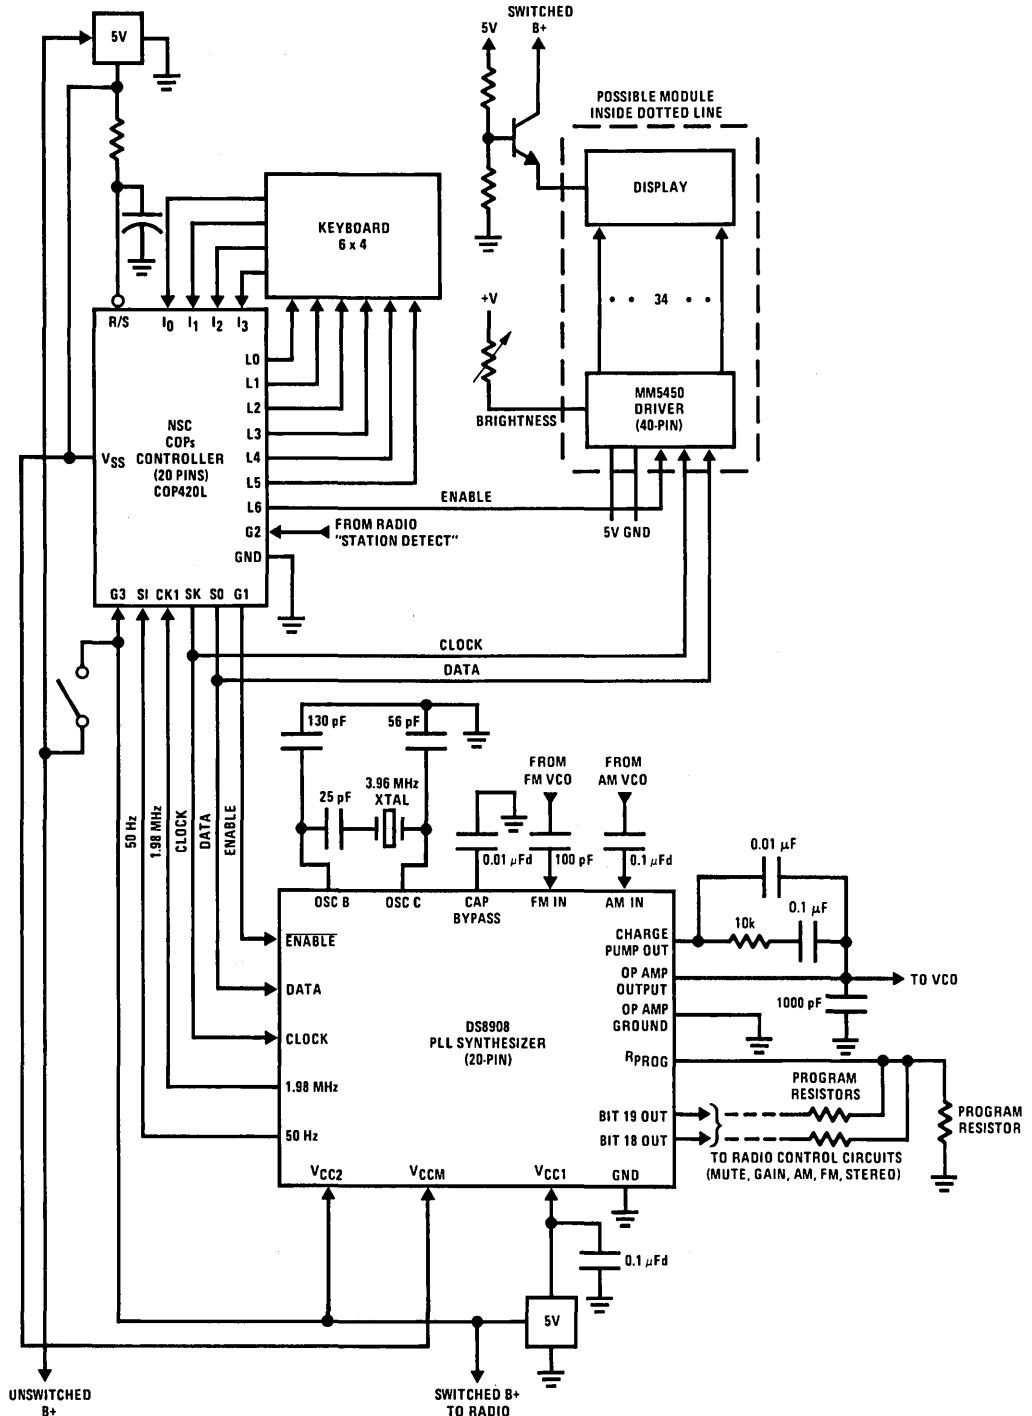 5V
5V
SWITCHED
B+
POSSIBLE MODULE
INSIDE DOTTED LINE
DISPLAY
KEYBOARD
6 x 4
+V
• • 34 • •
R/S
I0
I1
I2
I3
L0
L1
L2
L3
L4
L5
L6
G2
GND
NSC
COPs
CONTROLLER
(20 PINS)
COP420L
VSS
MM5450
DRIVER
(40-PIN)
BRIGHTNESS
ENABLE
FROM RADIO
"STATION DETECT"
5V GND
G3 SI CK1 SK SO G1
CLOCK
DATA
130 pF
56 pF
50 Hz
1.98 MHz
CLOCK
DATA
ENABLE
25 pF
3.96 MHz
XTAL
FROM
FM VCO
FROM
AM VCO
0.01 μFd
100 pF
0.1 μFd
0.01 μF
10k
0.1 μF
OSC B
OSC C
CAP
BYPASS
FM IN
AM IN
ENABLE
DATA
CLOCK
1.98 MHz
50 Hz
DS8908
PLL SYNTHESIZER
(20-PIN)
CHARGE
PUMP OUT
OP AMP
OUTPUT
TO VCO
OP AMP
GROUND
1000 pF
RPROG
PROGRAM
RESISTORS
BIT 19 OUT
BIT 18 OUT
PROGRAM
RESISTOR
TO RADIO CONTROL CIRCUITS
(MUTE, GAIN, AM, FM, STEREO)
VCC2
VCCM
VCC1
GND
0.1 μFd
5V
UNSWITCHED
B+
SWITCHED B+
TO RADIO